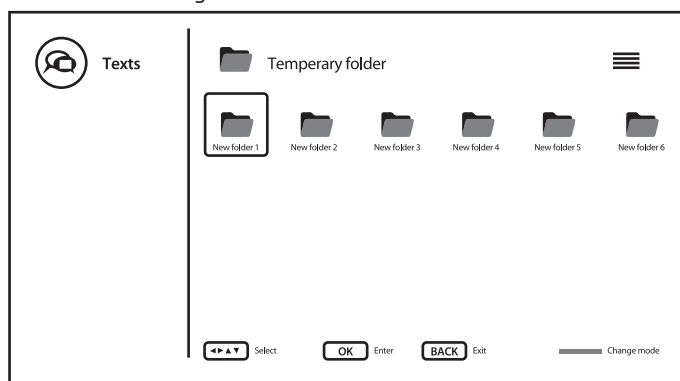 Texts
Temperary folder
New folder 1 New folder 2 New folder 3 New folder 4 New folder 5 New folder 6
◄►▲▼ Select OK Enter BACK Exit Change mode